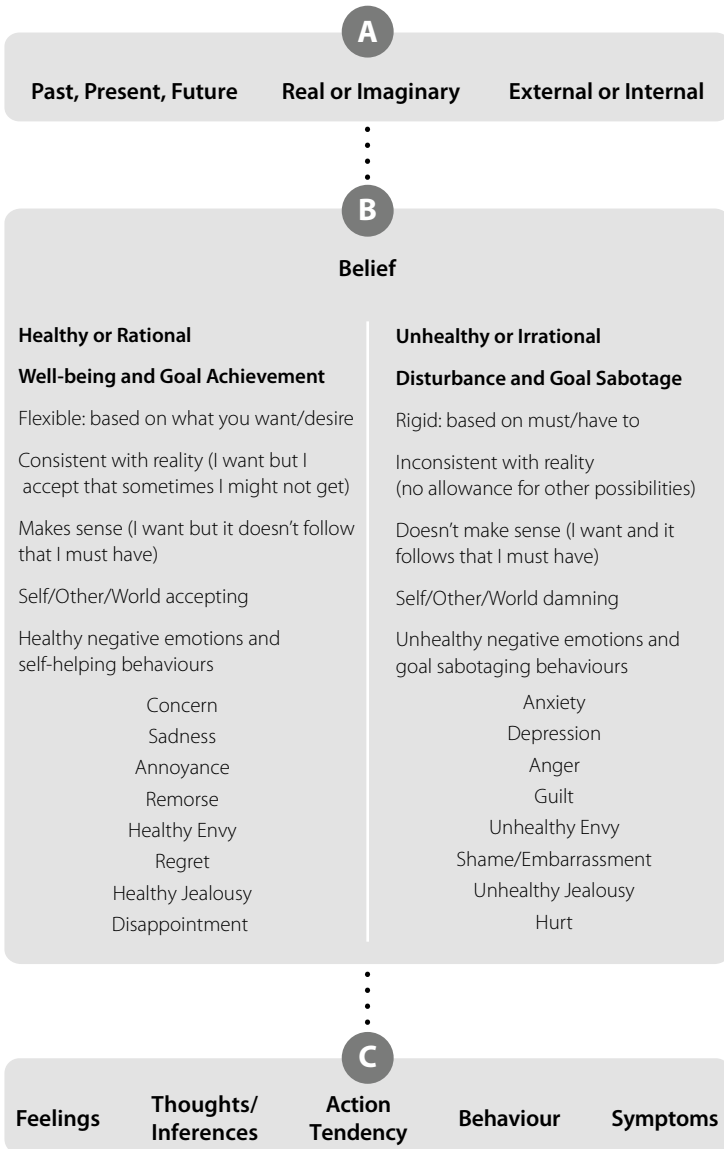 A
Past, Present, Future
Real or Imaginary
External or Internal
B
Belief
Healthy or Rational
Well-being and Goal Achievement
Flexible: based on what you want/desire
Consistent with reality (I want but I
accept that sometimes I might not get)
Makes sense (I want but it doesn’t follow
that I must have)
Self/Other/World accepting
Healthy negative emotions and
self-helping behaviours
Concern
Sadness
Annoyance
Remorse
Healthy Envy
Regret
Healthy Jealousy
Disappointment
Unhealthy or Irrational
Disturbance and Goal Sabotage
Rigid: based on must/have to
Inconsistent with reality
(no allowance for other possibilities)
Doesn’t make sense (I want and it
follows that I must have)
Self/Other/World damning
Unhealthy negative emotions and
goal sabotaging behaviours
Anxiety
Depression
Anger
Guilt
Unhealthy Envy
Shame/Embarrassment
Unhealthy Jealousy
Hurt
C
Feelings
Thoughts/
Inferences
Action
Tendency
Behaviour
Symptoms